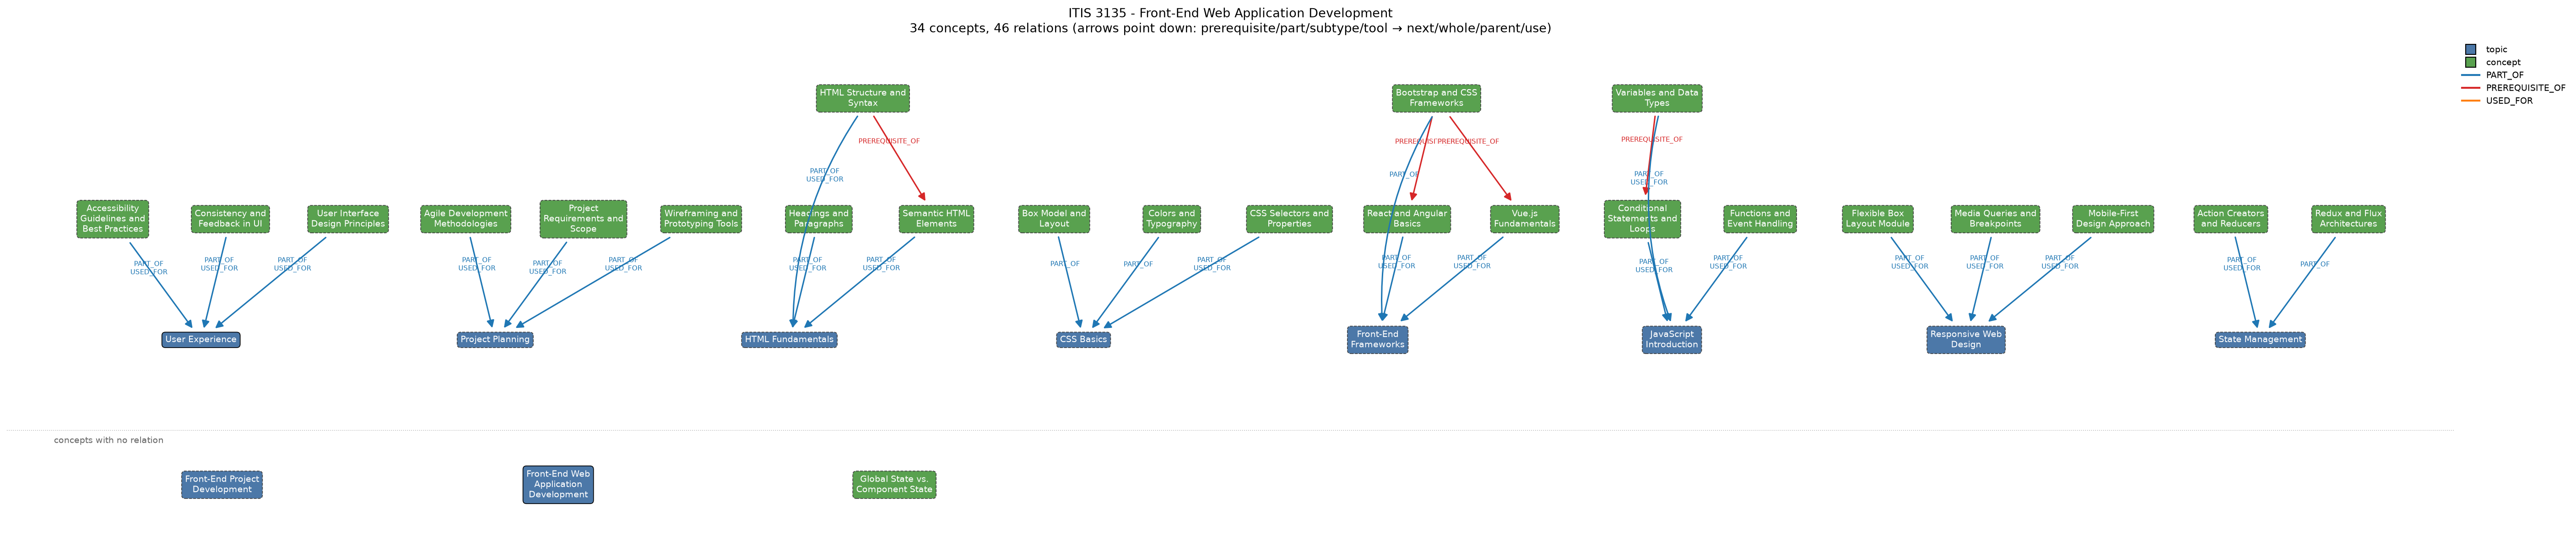 ITIS 3135 - Front-End Web Application Development
34 concepts, 46 relations (arrows point down: prerequisite/part/subtype/tool → next/whole/parent/use)
topic
concept
PART_OF
PREREQUISITE_OF
USED_FOR
HTML Structure and
Syntax
Bootstrap and CSS
Frameworks
Variables and Data
Types
PREREQUISITE_OF
PREREQUISI
PREREQUISITE_OF
PREREQUISITE_OF
PART_OF
USED_FOR
PART_OF
PART_OF
USED_FOR
Accessibility
Guidelines and
Best Practices
Consistency and
Feedback in UI
User Interface
Design Principles
Agile Development
Methodologies
Project
Requirements and
Scope
Wireframing and
Prototyping Tools
Headings and
Paragraphs
Semantic HTML
Elements
Box Model and
Layout
Colors and
Typography
CSS Selectors and
Properties
React and Angular
Basics
Vue.js
Fundamentals
Conditional
Statements and
Loops
Functions and
Event Handling
Flexible Box
Layout Module
Media Queries and
Breakpoints
Mobile-First
Design Approach
Action Creators
and Reducers
Redux and Flux
Architectures
PART_OF
USED_FOR
PART_OF
USED_FOR
PART_OF
USED_FOR
PART_OF
USED_FOR
PART_OF
USED_FOR
PART_OF
USED_FOR
PART_OF
USED_FOR
PART_OF
USED_FOR
PART_OF
PART_OF
PART_OF
USED_FOR
PART_OF
USED_FOR
PART_OF
USED_FOR
PART_OF
USED_FOR
PART_OF
USED_FOR
PART_OF
USED_FOR
PART_OF
USED_FOR
PART_OF
USED_FOR
PART_OF
USED_FOR
PART_OF
User Experience
Project Planning
HTML Fundamentals
CSS Basics
Front-End
Frameworks
JavaScript
Introduction
Responsive Web
Design
State Management
concepts with no relation
Front-End Project
Development
Front-End Web
Application
Development
Global State vs.
Component State